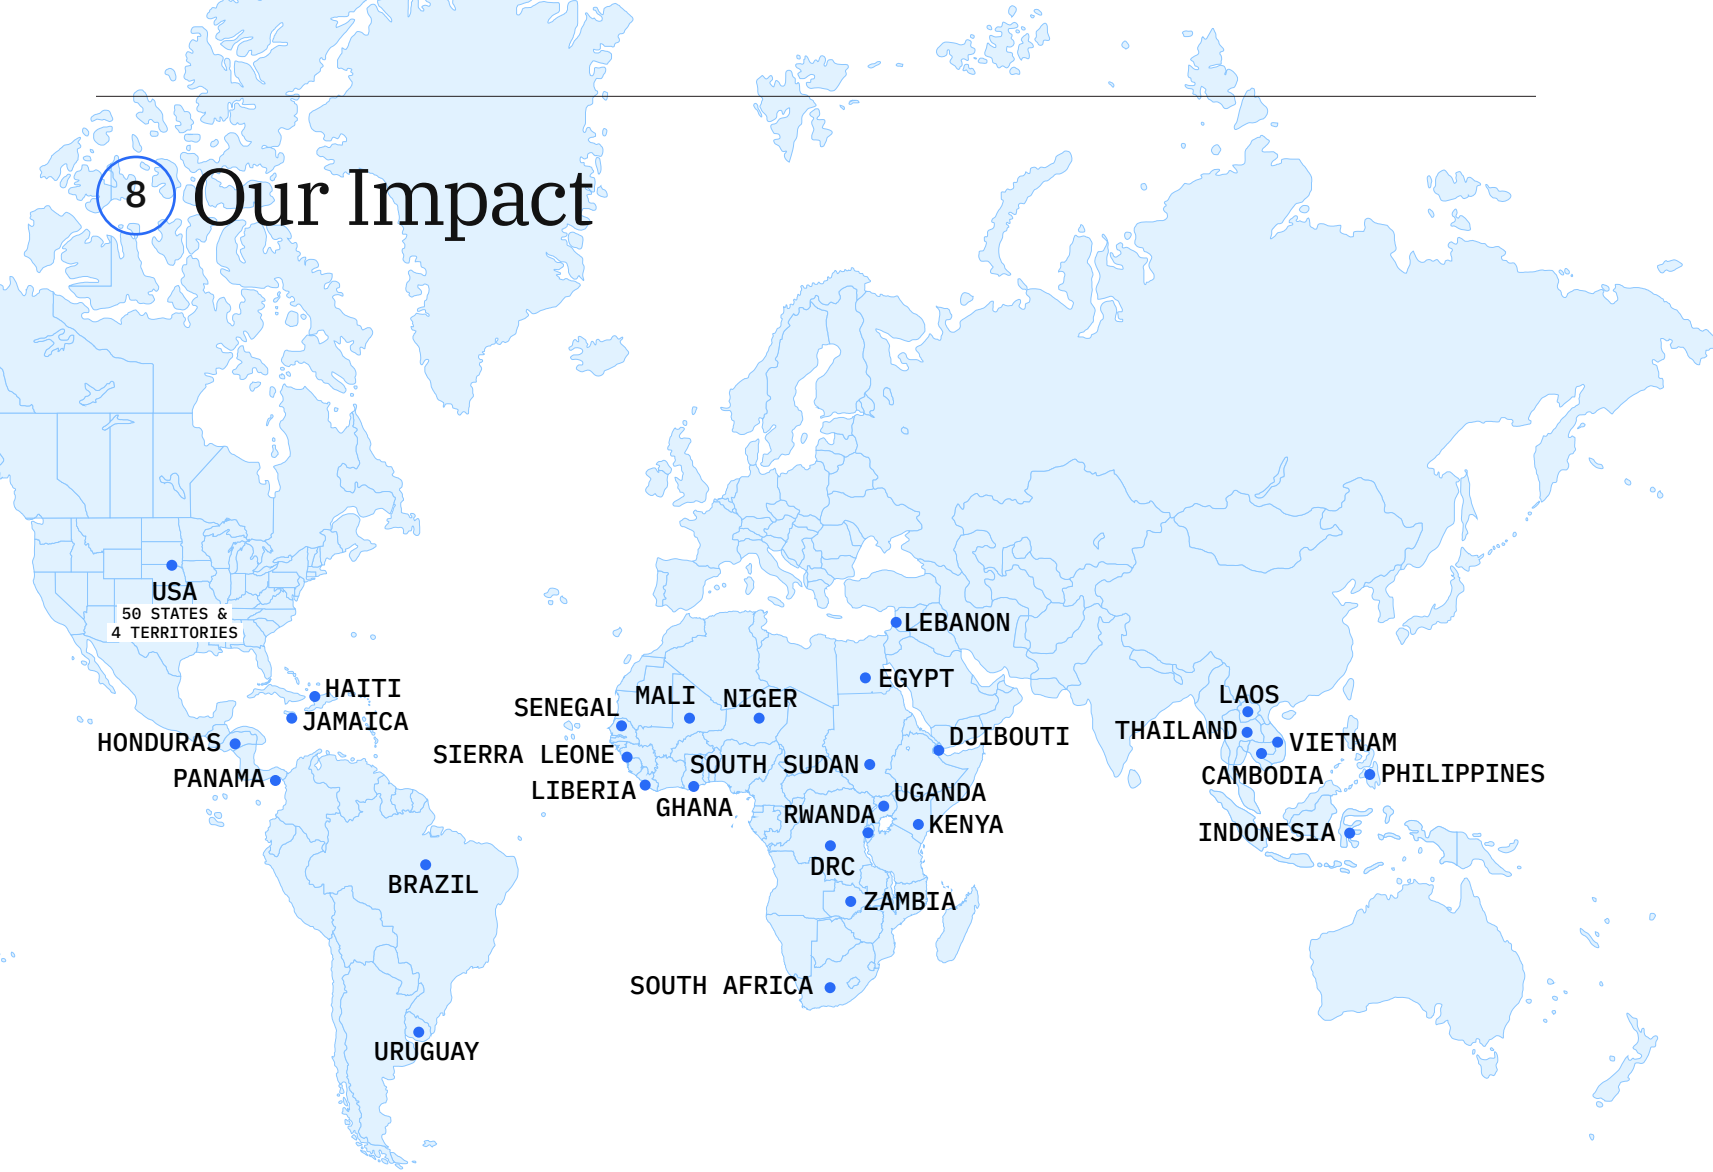 8 Our Impact
USA
50 STATES &
4 TERRITORIES
HAITI
JAMAICA
HONDURAS
PANAMA
BRAZIL
URUGUAY
LEBANON
EGYPT
SENEGAL
MALI
NIGER
DJIBOUTI
SIERRA LEONE
SOUTH SUDAN
LIBERIA
GHANA
UGANDA
RWANDA
KENYA
DRC
ZAMBIA
SOUTH AFRICA
LAOS
THAILAND
VIETNAM
CAMBODIA
PHILIPPINES
INDONESIA